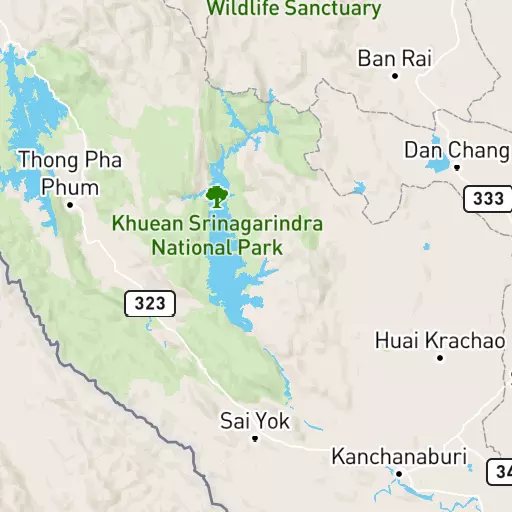 Wildlife Sanctuary
Ban Rai
Dan Chang
Thong Pha
Phum
333
Khuean Srinagarindra
National Park
323
Huai Krachao
Sai Yok
Kanchanaburi